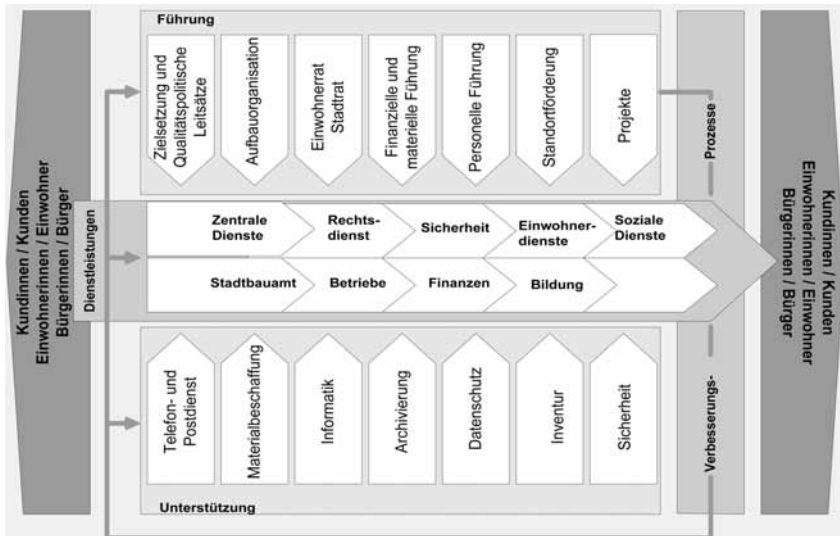 Kundinnen / Kunden
Einwohnerinnen / Einwohner
Bürgerinnen / Bürger
Dienstleistungen
Führung
Zielsetzung und
Qualitätspolitische
Leitsätze
Aufbauorganisation
Einwohnerrat
Stadtrat
Finanzielle und
materielle Führung
Personelle Führung
Standortförderung
Projekte
Zentrale
Dienste
Rechts-
dienst
Sicherheit
Einwohner-
dienste
Soziale
Dienste
Stadtbauamt
Betriebe
Finanzen
Bildung
Telefon- und
Postdienst
Materialbeschaffung
Informatik
Archivierung
Datenschutz
Inventur
Sicherheit
Unterstützung
Verbesserungs-
Prozesse
Kundinnen / Kunden
Einwohnerinnen / Einwohner
Bürgerinnen / Bürger